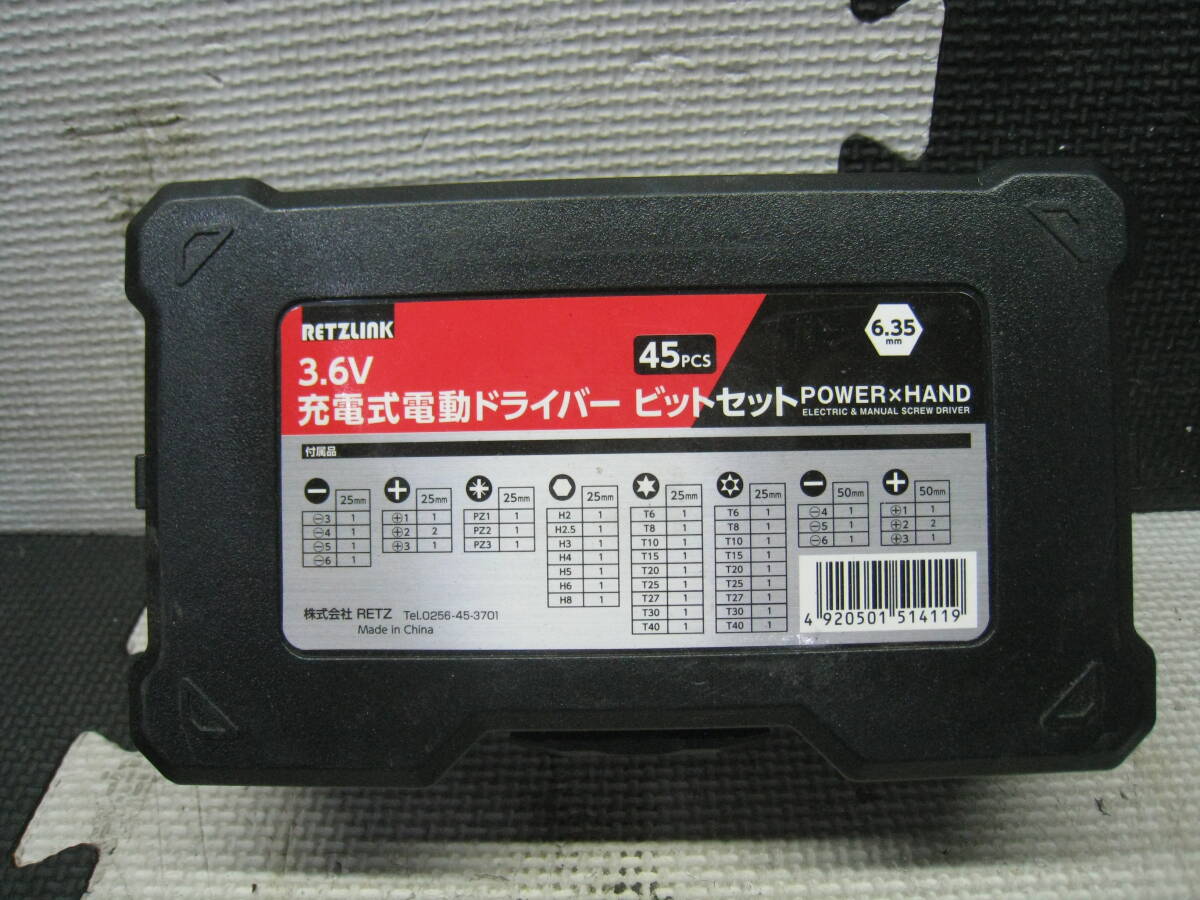 RETZLINK
3.6V
充電式電動ドライバー ビットセット
45PCS
6.35
mm
POWER×HAND
ELECTRIC & MANUAL SCREW DRIVER
付属品
25mm
⊖3 1
⊖4 1
⊖5 1
⊖6 1
25mm
⊕1 1
⊕2 2
⊕3 1
25mm
PZ1 1
PZ2 1
PZ3 1
25mm
H2 1
H2.5 1
H3 1
H4 1
H5 1
H6 1
H8 1
25mm
T6 1
T8 1
T10 1
T15 1
T20 1
T25 1
T27 1
T30 1
T40 1
25mm
T6 1
T8 1
T10 1
T15 1
T20 1
T25 1
T27 1
T30 1
T40 1
50mm
⊖4 1
⊖5 1
⊖6 1
50mm
⊕1 1
⊕2 2
⊕3 1
4 920501 514119
株式会社 RETZ Tel.0256-45-3701
Made in China